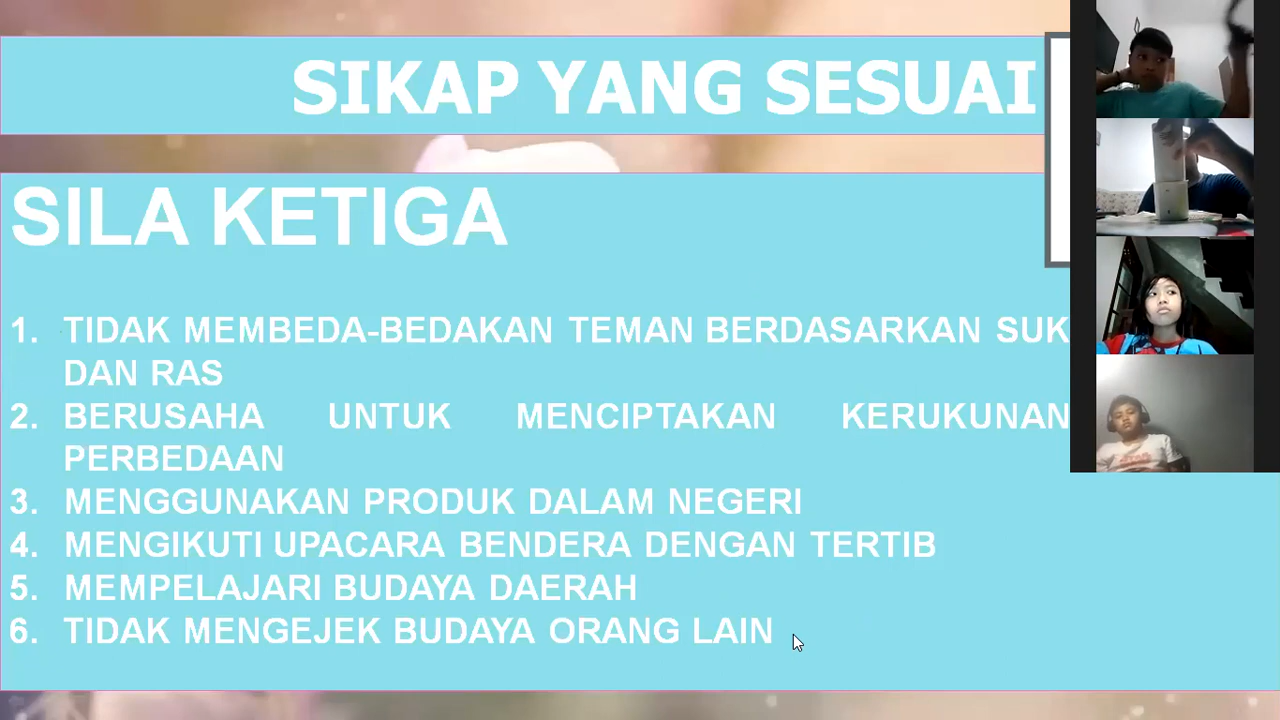 SIKAP YANG SESUAI
SILA KETIGA
1. TIDAK MEMBEDA-BEDAKAN TEMAN BERDASARKAN
DAN RAS
2. BERUSAHA UNTUK MENCIPTAKAN KERUKUNAN
PERBEDAAN
3. MENGGUNAKAN PRODUK DALAM NEGERI
4. MENGIKUTI UPACARA BENDERA DENGAN TERTIB
5. MEMPELAJARI BUDAYA DAERAH
6. TIDAK MENGEJEK BUDAYA ORANG LAIN